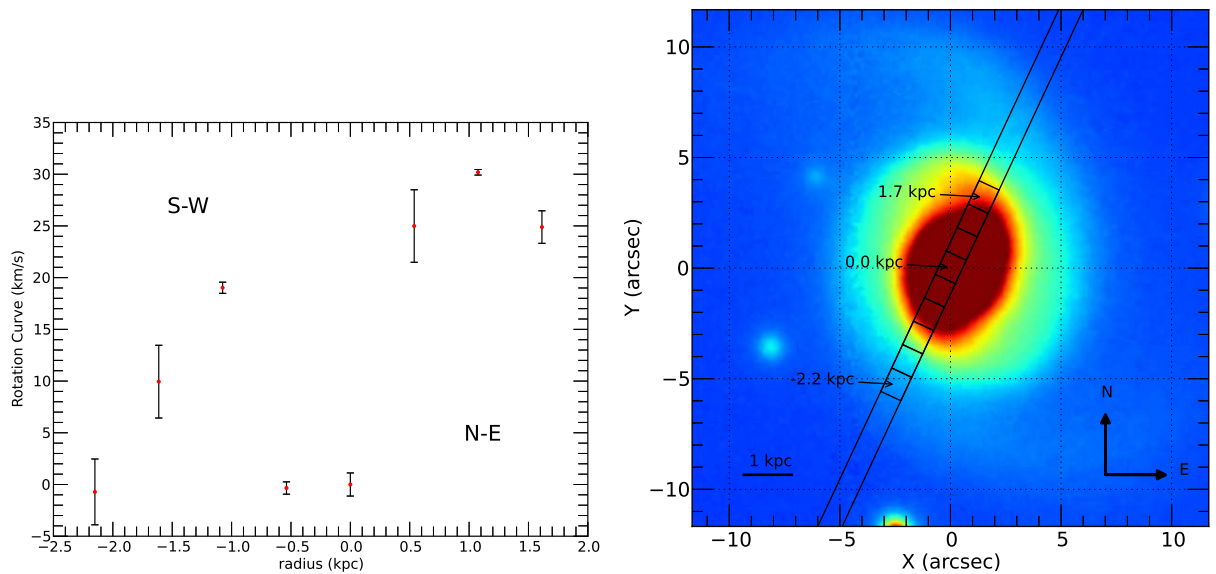 35
30
25
20
15
10
5
0
−5
Rotation Curve (km/s)
S-W
N-E
−2.5
−2.0
−1.5
−1.0
−0.5
0.0
0.5
1.0
1.5
2.0
radius (kpc)
10
5
0
−5
−10
Y (arcsec)
1.7 kpc
0.0 kpc
-2.2 kpc
1 kpc
N
E
−10
−5
0
5
10
X (arcsec)